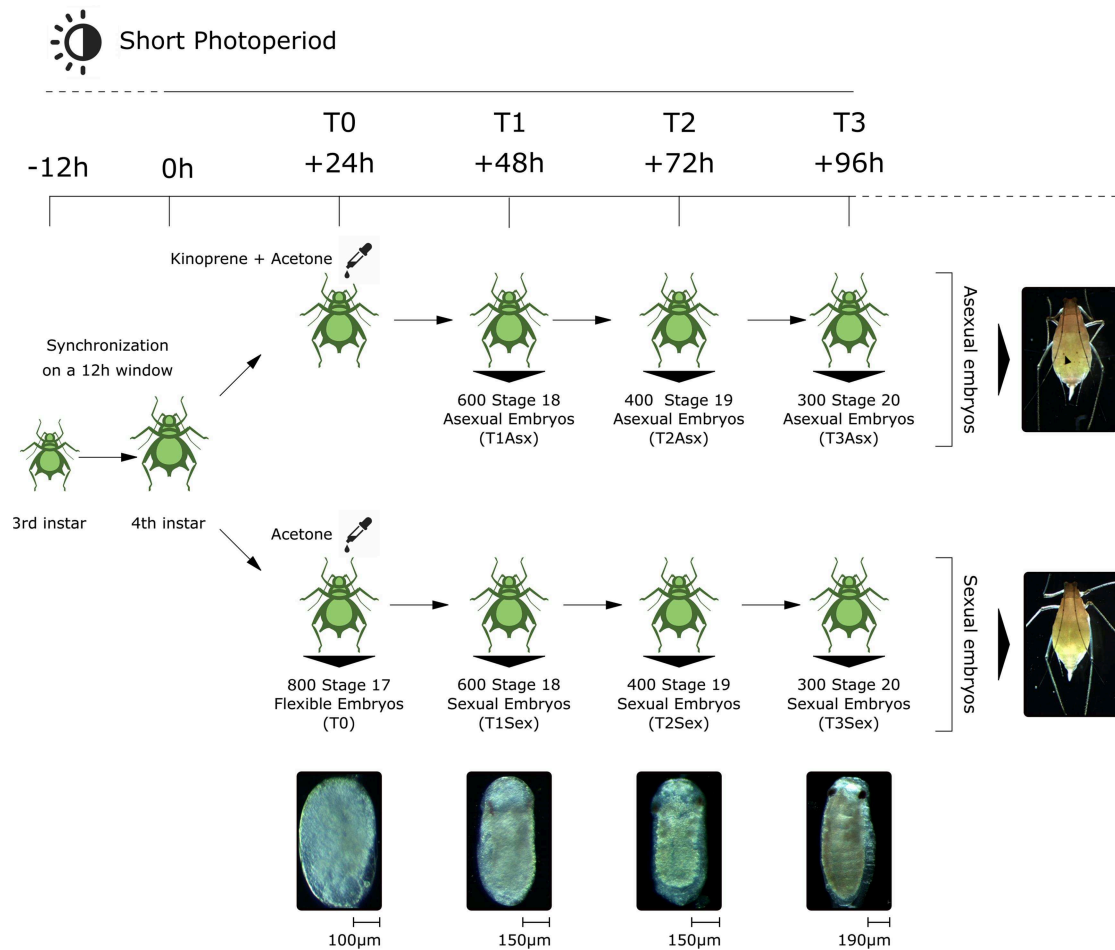 Short Photoperiod
T0 T1 T2 T3
-12h 0h +24h +48h +72h +96h
Kinoprene + Acetone
Synchronization
on a 12h window
3rd instar
4th instar
600 Stage 18
Asexual Embryos
(T1Asx)
400 Stage 19
Asexual Embryos
(T2Asx)
300 Stage 20
Asexual Embryos
(T3Asx)
Asexual embryos
Acetone
800 Stage 17
Flexible Embryos
(T0)
600 Stage 18
Sexual Embryos
(T1Sex)
400 Stage 19
Sexual Embryos
(T2Sex)
300 Stage 20
Sexual Embryos
(T3Sex)
Sexual embryos
100µm
150µm
150µm
190µm